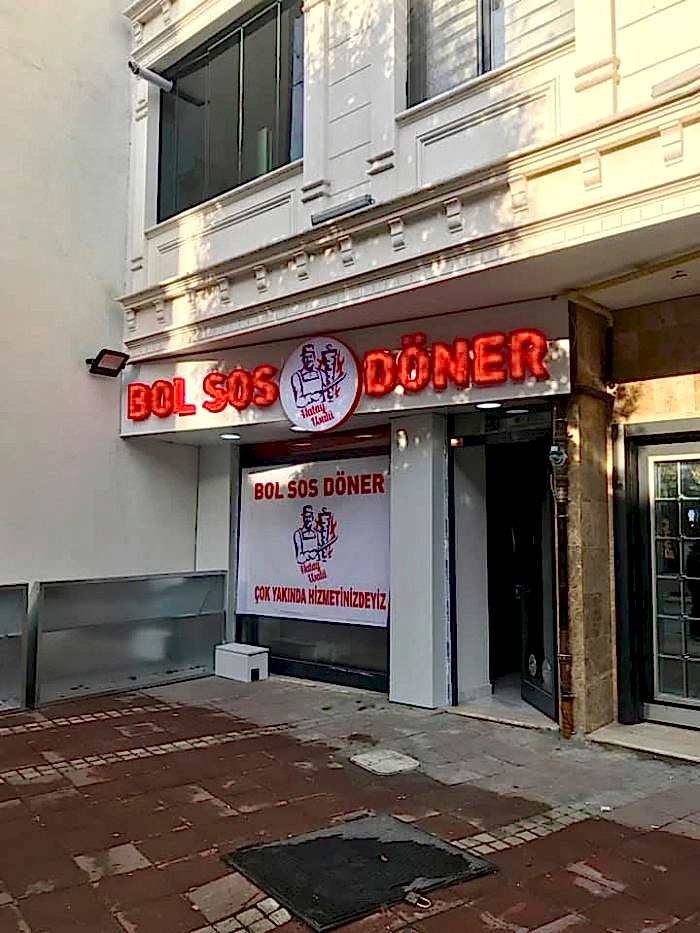 BOL SOS DÖNER
Hatay
Usulü
BOL SOS DÖNER
Hatay
Usulü
ÇOK YAKINDA HİZMETİNİZDEYİZ